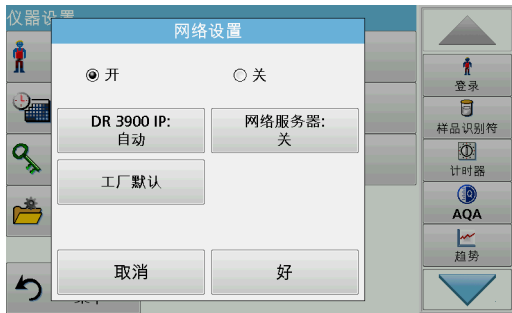 仪器设
网络设置
开
关
DR 3900 IP:
自动
网络服务器:
关
工厂默认
取消
好
登录
样品识别符
计时器
AQA
趋势